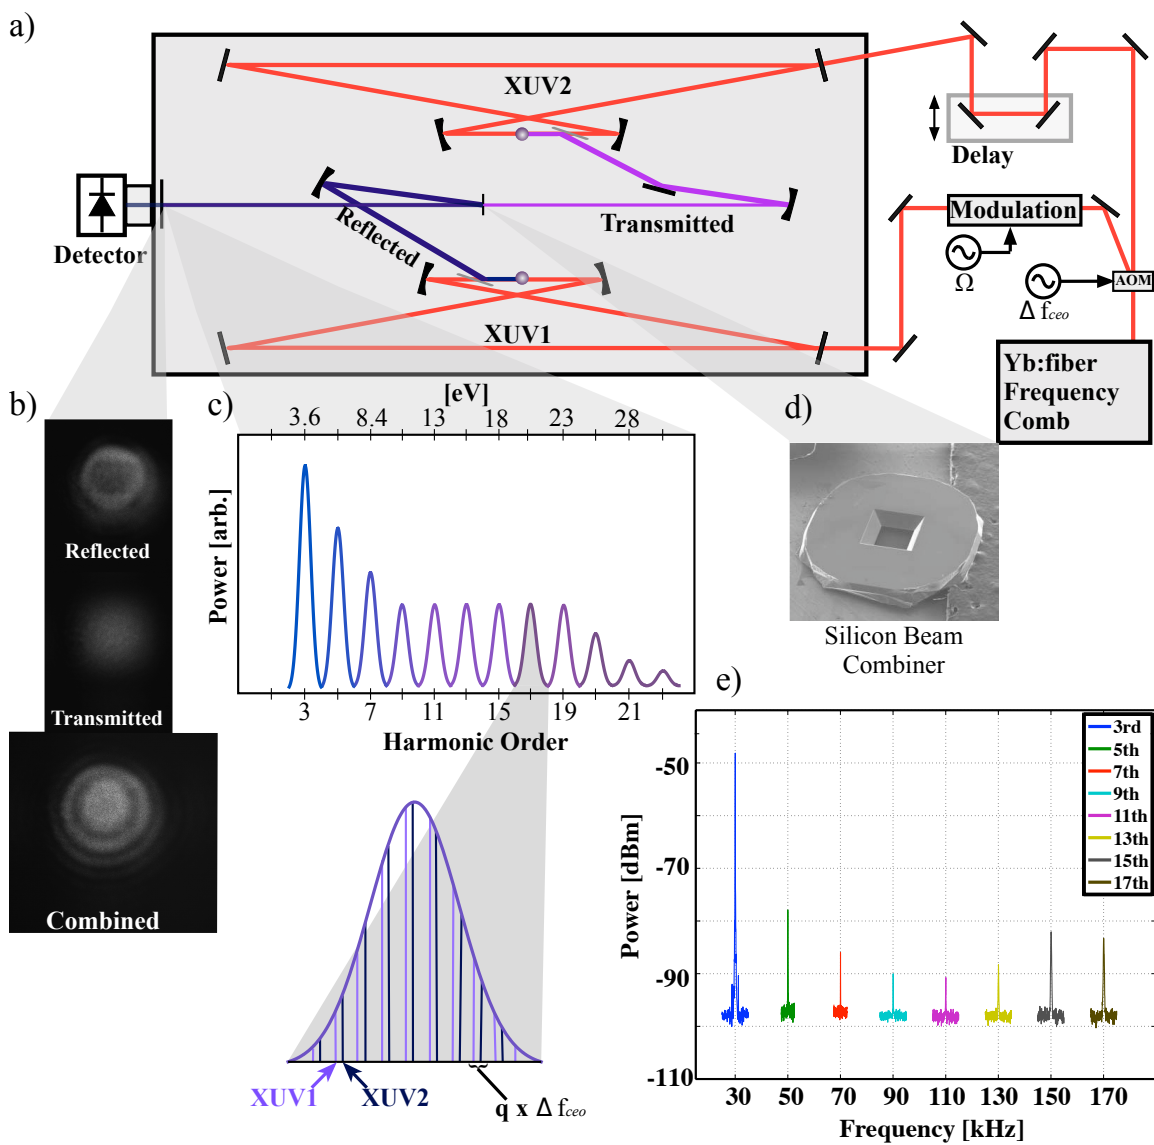 a)
XUV2
Delay
Transmitted
Reflected
Modulation
Detector
Ω
AOM
Δ fceo
XUV1
Yb:fiber
Frequency
Comb
b)
Reflected
Transmitted
Combined
c)
[eV]
3.6 8.4 13 18 23 28
Power [arb.]
3 7 11 15 19 21
Harmonic Order
XUV1 XUV2
q x Δ fceo
d)
Silicon Beam
Combiner
e)
3rd
5th
7th
9th
11th
13th
15th
17th
-50
-70
-90
-110
Power [dBm]
30 50 70 90 110 130 150 170
Frequency [kHz]